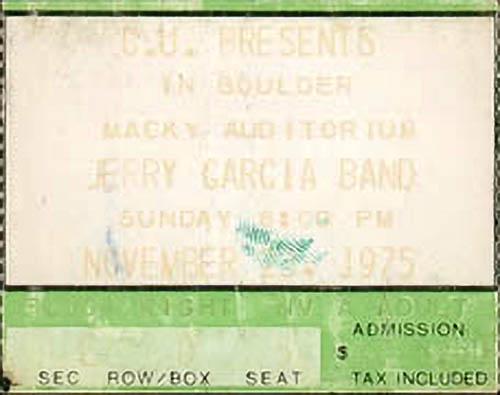 C.U. PRESENTS
IN BOULDER
MACKY AUDITORIUM
JERRY GARCIA BAND
SUNDAY 8:00 PM
NOVEMBER 1975
ADMISSION
$
SEC ROW/BOX SEAT TAX INCLUDED